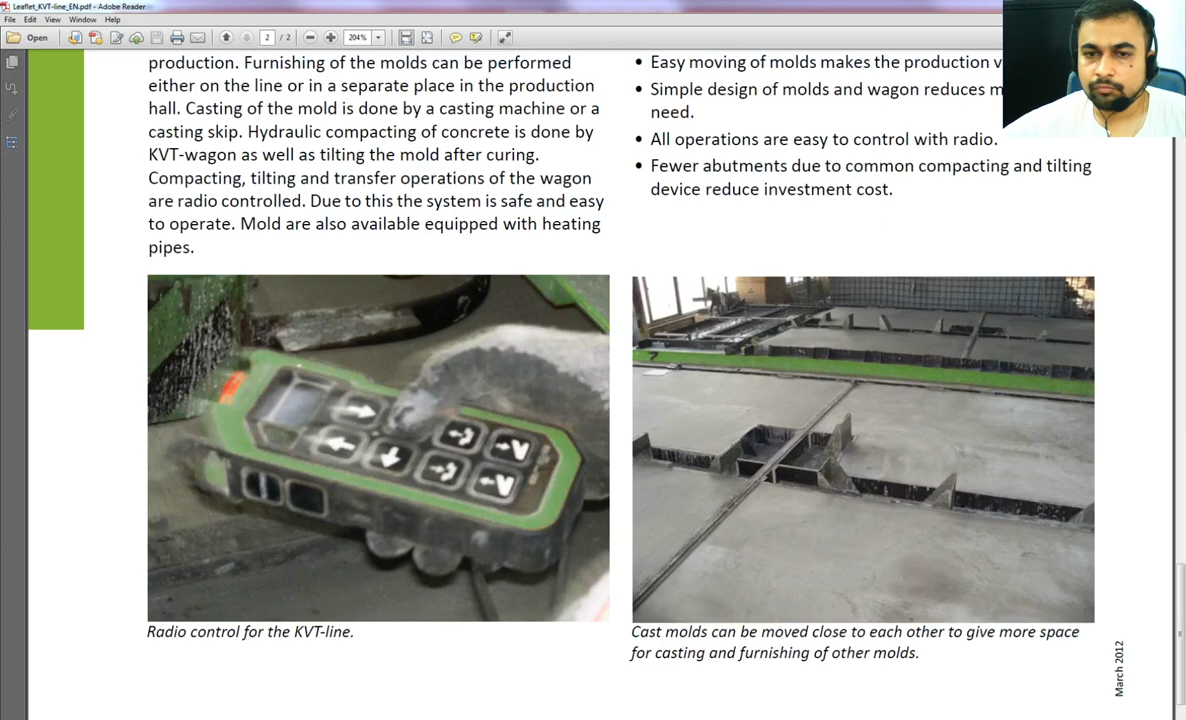 Leaflet_KVT-line_EN.pdf - Adobe Reader
File Edit View Window Help
Open 2 / 2 204%
production. Furnishing of the molds can be performed
either on the line or in a separate place in the production
hall. Casting of the mold is done by a casting machine or a
casting skip. Hydraulic compacting of concrete is done by
KVT-wagon as well as tilting the mold after curing.
Compacting, tilting and transfer operations of the wagon
are radio controlled. Due to this the system is safe and easy
to operate. Mold are also available equipped with heating
pipes.
• Easy moving of molds makes the production
• Simple design of molds and wagon reduces
need.
• All operations are easy to control with radio.
• Fewer abutments due to common compacting and tilting
device reduce investment cost.
Radio control for the KVT-line.
Cast molds can be moved close to each other to give more space
for casting and furnishing of other molds.
March 2012